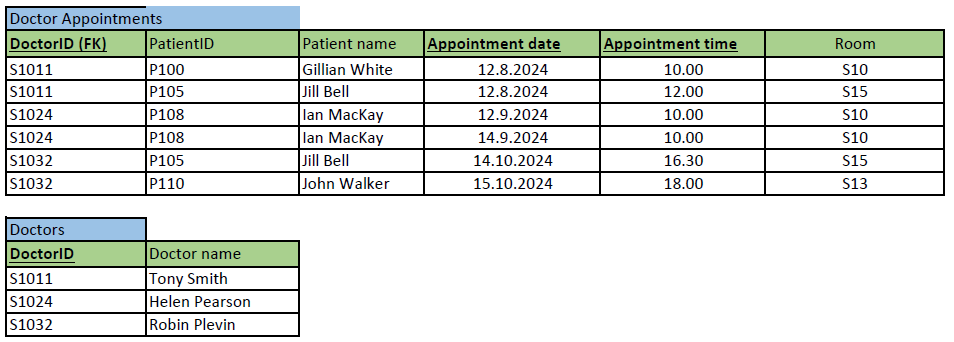 Doctor Appointments
DoctorID (FK) PatientID Patient name Appointment date Appointment time Room
S1011 P100 Gillian White 12.8.2024 10.00 S10
S1011 P105 Jill Bell 12.8.2024 12.00 S15
S1024 P108 Ian MacKay 12.9.2024 10.00 S10
S1024 P108 Ian MacKay 14.9.2024 10.00 S10
S1032 P105 Jill Bell 14.10.2024 16.30 S15
S1032 P110 John Walker 15.10.2024 18.00 S13
Doctors
DoctorID Doctor name
S1011 Tony Smith
S1024 Helen Pearson
S1032 Robin Plevin